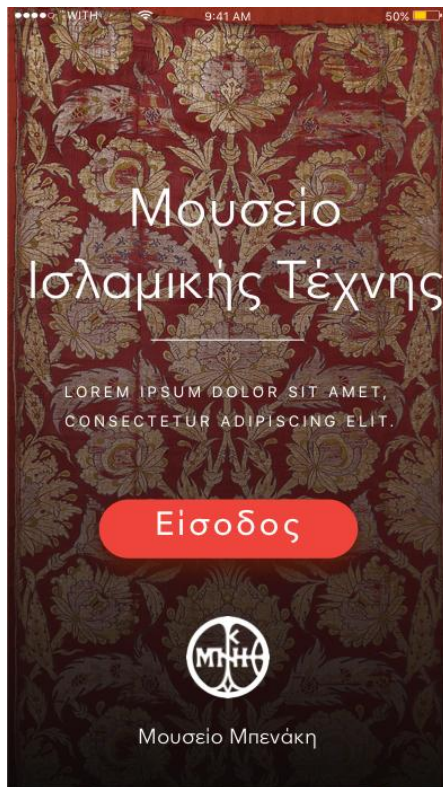 WITH 9:41 AM 50%
Μουσείο
Ισλαμικής Τέχνης
LOREM IPSUM DOLOR SIT AMET,
CONSECTETUR ADIPISCING ELIT.
Είσοδος
ΜΠΗΚ
Μουσείο Μπενάκη